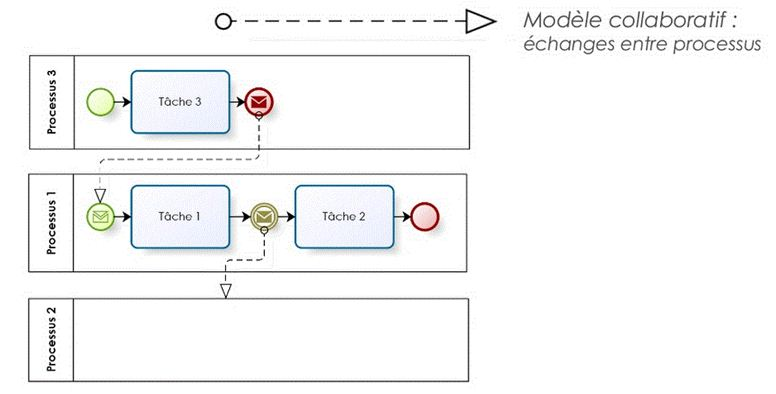 Modèle collaboratif :
échanges entre processus
Processus 3
Tâche 3
Processus 1
Tâche 1
Tâche 2
Processus 2